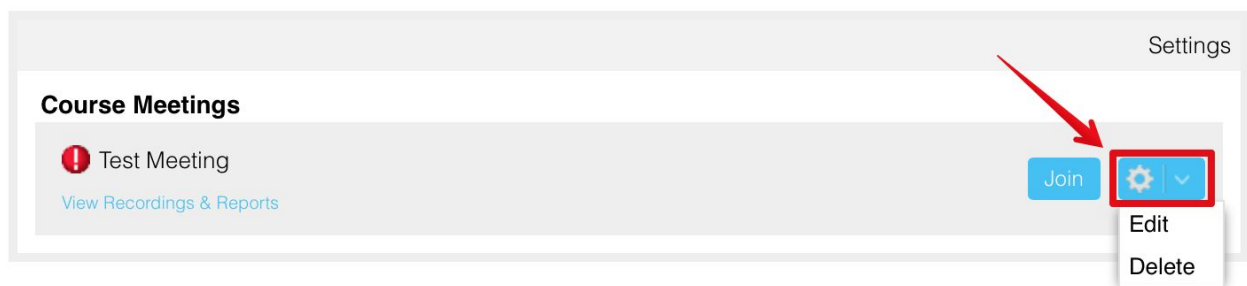 Settings
Course Meetings
Test Meeting
Join
View Recordings & Reports
Edit
Delete